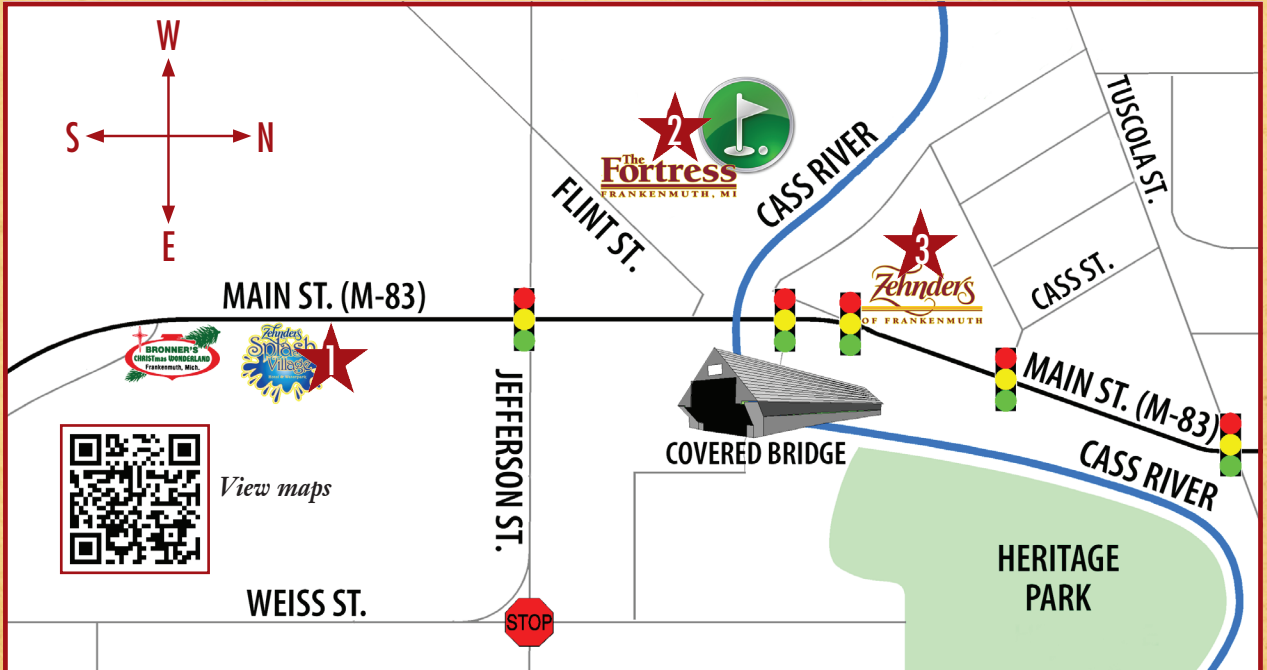 W
S
N
E
2
The
Fortress
FRANKENMUTH, MI
CASS RIVER
TUSCOLA ST.
FLINT ST.
3
Zehnder's
OF FRANKENMUTH
CASS ST.
MAIN ST. (M-83)
BRONNER'S
CHRISTmas WONDERLAND
Frankenmuth, Mich.
Zehnder's
Splash
Village
1
JEFFERSON ST.
MAIN ST. (M-83)
COVERED BRIDGE
CASS RIVER
View maps
HERITAGE
PARK
WEISS ST.
STOP